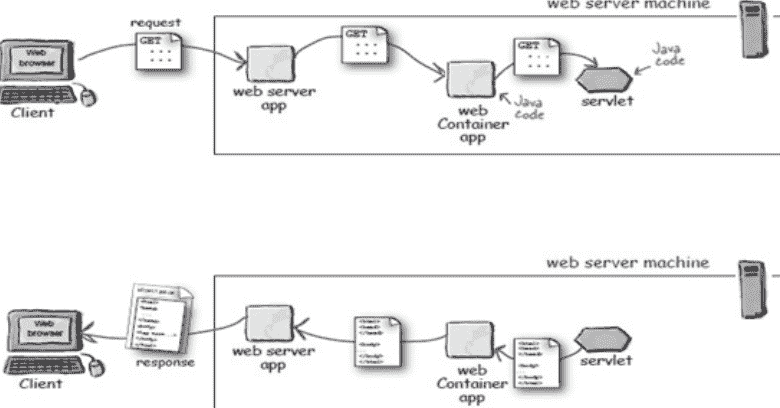 web server machine
request
GET
...
...
GET
...
...
GET
...
...
Java
code
Web
browser
web server
app
web
Container
app
Java
code
servlet
Client
web server machine
Web
browser
response
web server
app
web
Container
app
servlet
Client